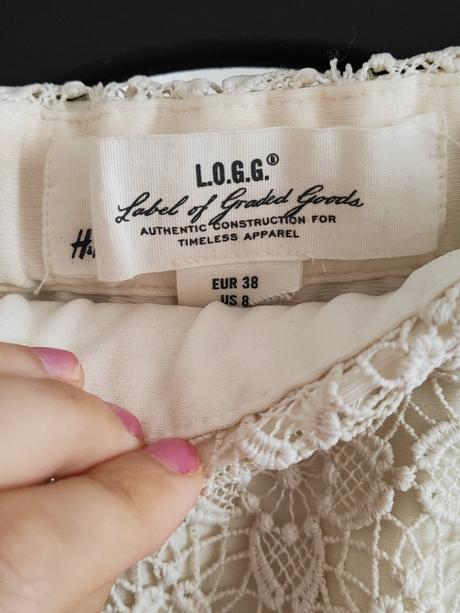 L.O.G.G.®
Label of Graded Goods
AUTHENTIC CONSTRUCTION FOR
TIMELESS APPAREL
H&
EUR 38
US 8